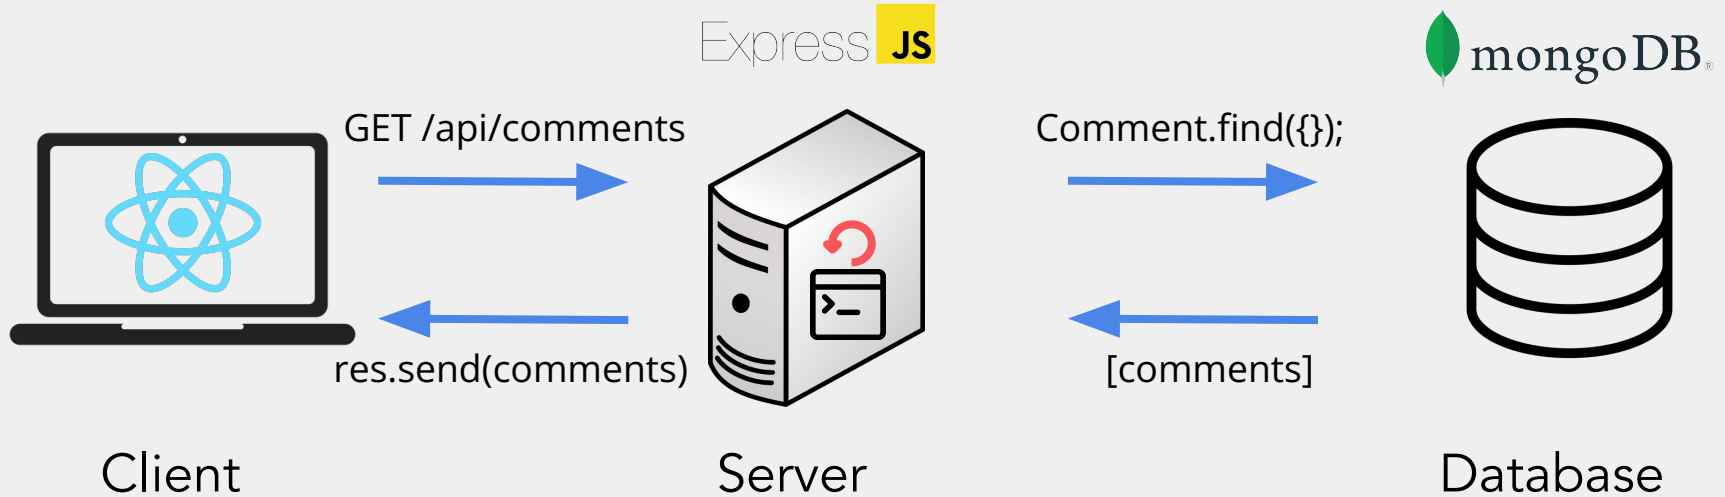 Express JS
mongoDB®
GET /api/comments
Comment.find({});
>_
res.send(comments)
[comments]
Client
Server
Database